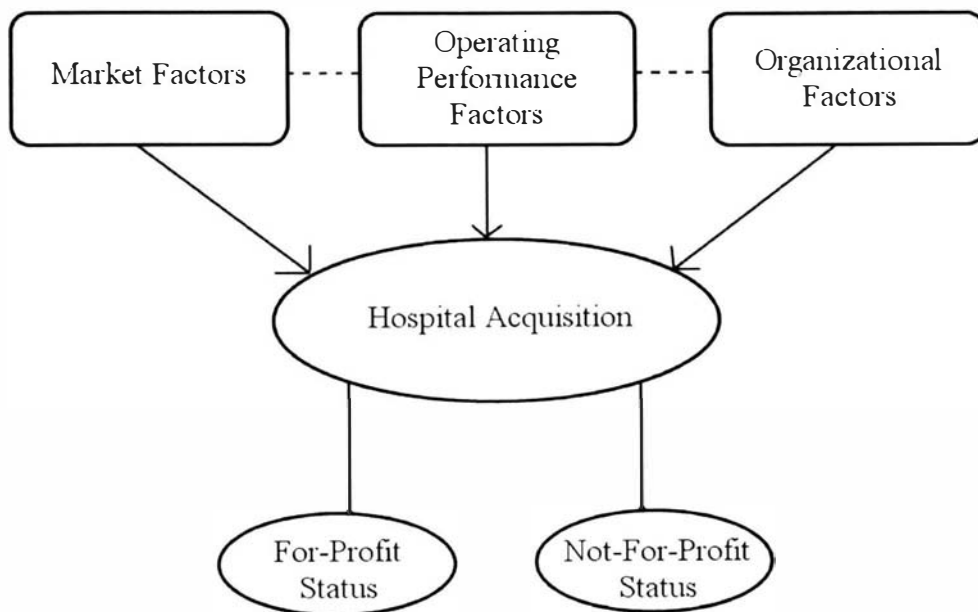 Market Factors
Operating
Performance
Factors
Organizational
Factors
Hospital Acquisition
For-Profit
Status
Not-For-Profit
Status